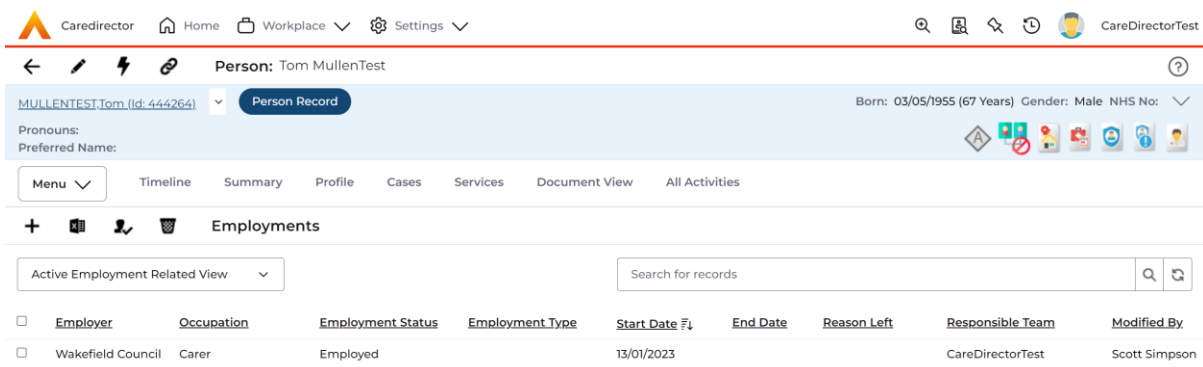 Caredirector Home Workplace Settings CareDirectorTest
Person: Tom MullenTest
MULLENTEST,Tom (Id: 444264) Person Record Born: 03/05/1955 (67 Years) Gender: Male NHS No:
Pronouns:
Preferred Name:
Menu Timeline Summary Profile Cases Services Document View All Activities
Employments
Active Employment Related View Search for records
Employer Occupation Employment Status Employment Type Start Date End Date Reason Left Responsible Team Modified By
Wakefield Council Carer Employed 13/01/2023 CareDirectorTest Scott Simpson